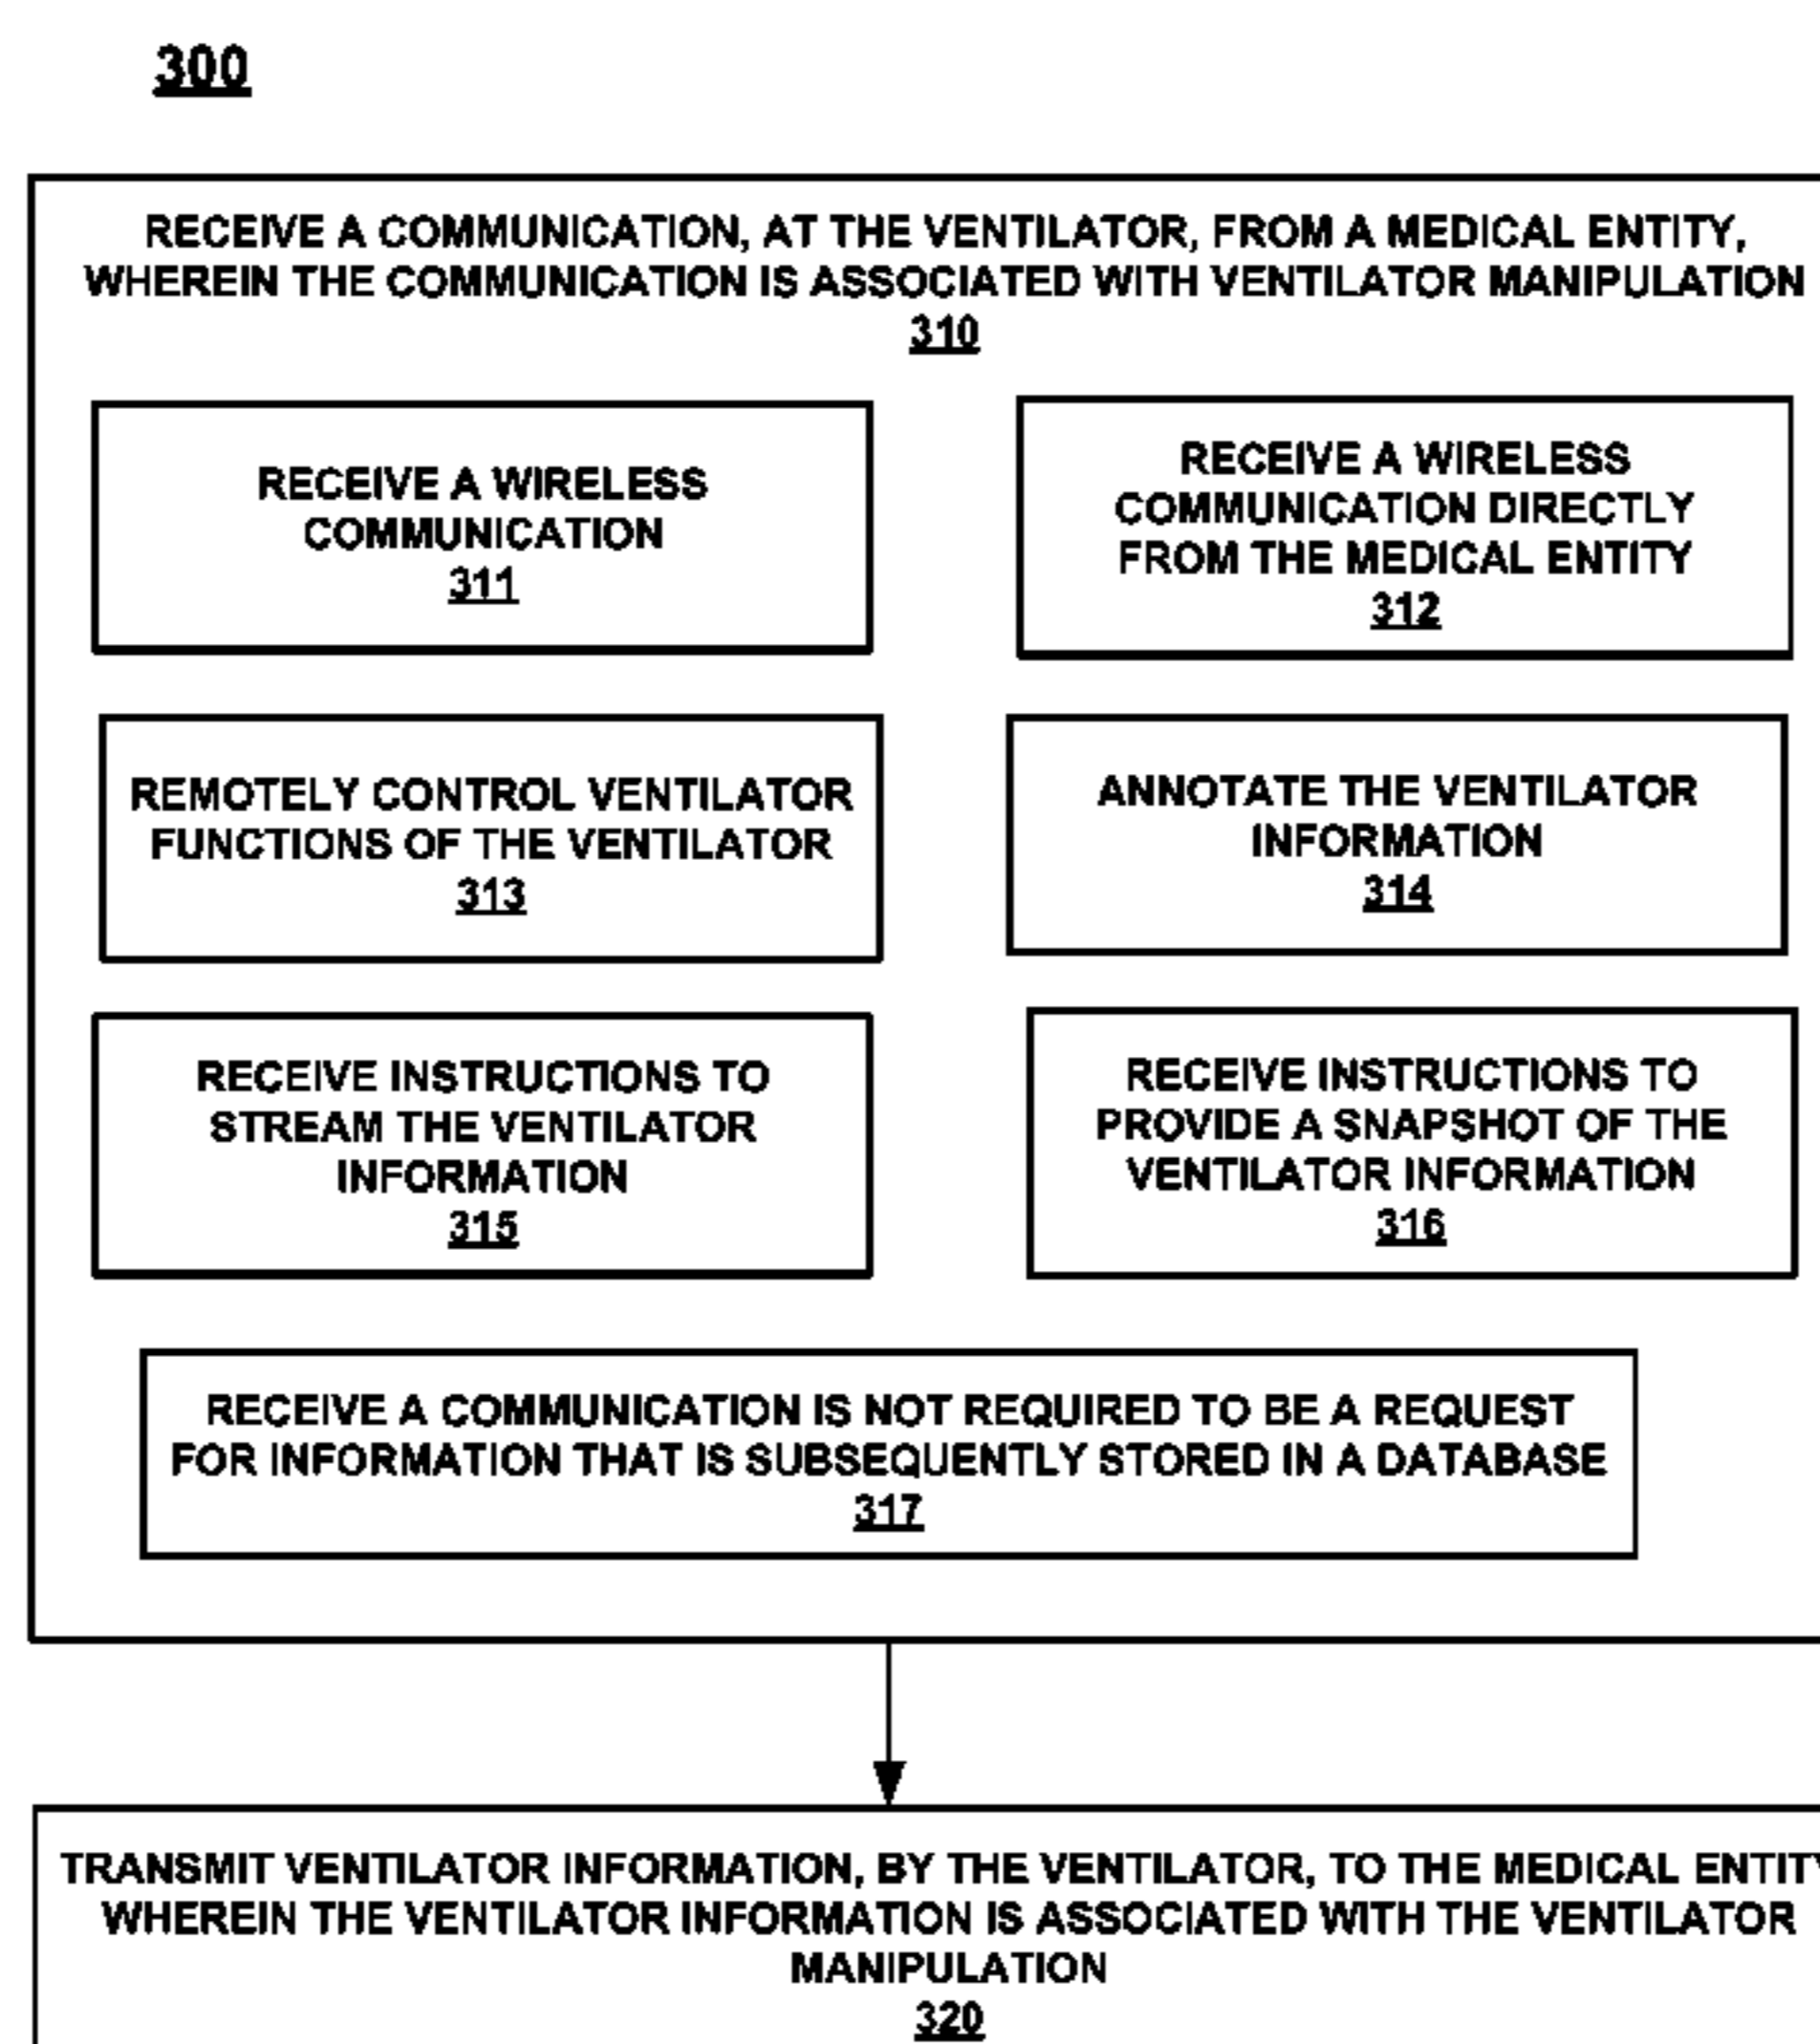 300
RECEIVE A COMMUNICATION, AT THE VENTILATOR, FROM A MEDICAL ENTITY,
WHEREIN THE COMMUNICATION IS ASSOCIATED WITH VENTILATOR MANIPULATION
310
RECEIVE A WIRELESS
COMMUNICATION
311
RECEIVE A WIRELESS
COMMUNICATION DIRECTLY
FROM THE MEDICAL ENTITY
312
REMOTELY CONTROL VENTILATOR
FUNCTIONS OF THE VENTILATOR
313
ANNOTATE THE VENTILATOR
INFORMATION
314
RECEIVE INSTRUCTIONS TO
STREAM THE VENTILATOR
INFORMATION
315
RECEIVE INSTRUCTIONS TO
PROVIDE A SNAPSHOT OF THE
VENTILATOR INFORMATION
316
RECEIVE A COMMUNICATION IS NOT REQUIRED TO BE A REQUEST
FOR INFORMATION THAT IS SUBSEQUENTLY STORED IN A DATABASE
317
TRANSMIT VENTILATOR INFORMATION, BY THE VENTILATOR, TO THE MEDICAL ENTITY
WHEREIN THE VENTILATOR INFORMATION IS ASSOCIATED WITH THE VENTILATOR
MANIPULATION
320